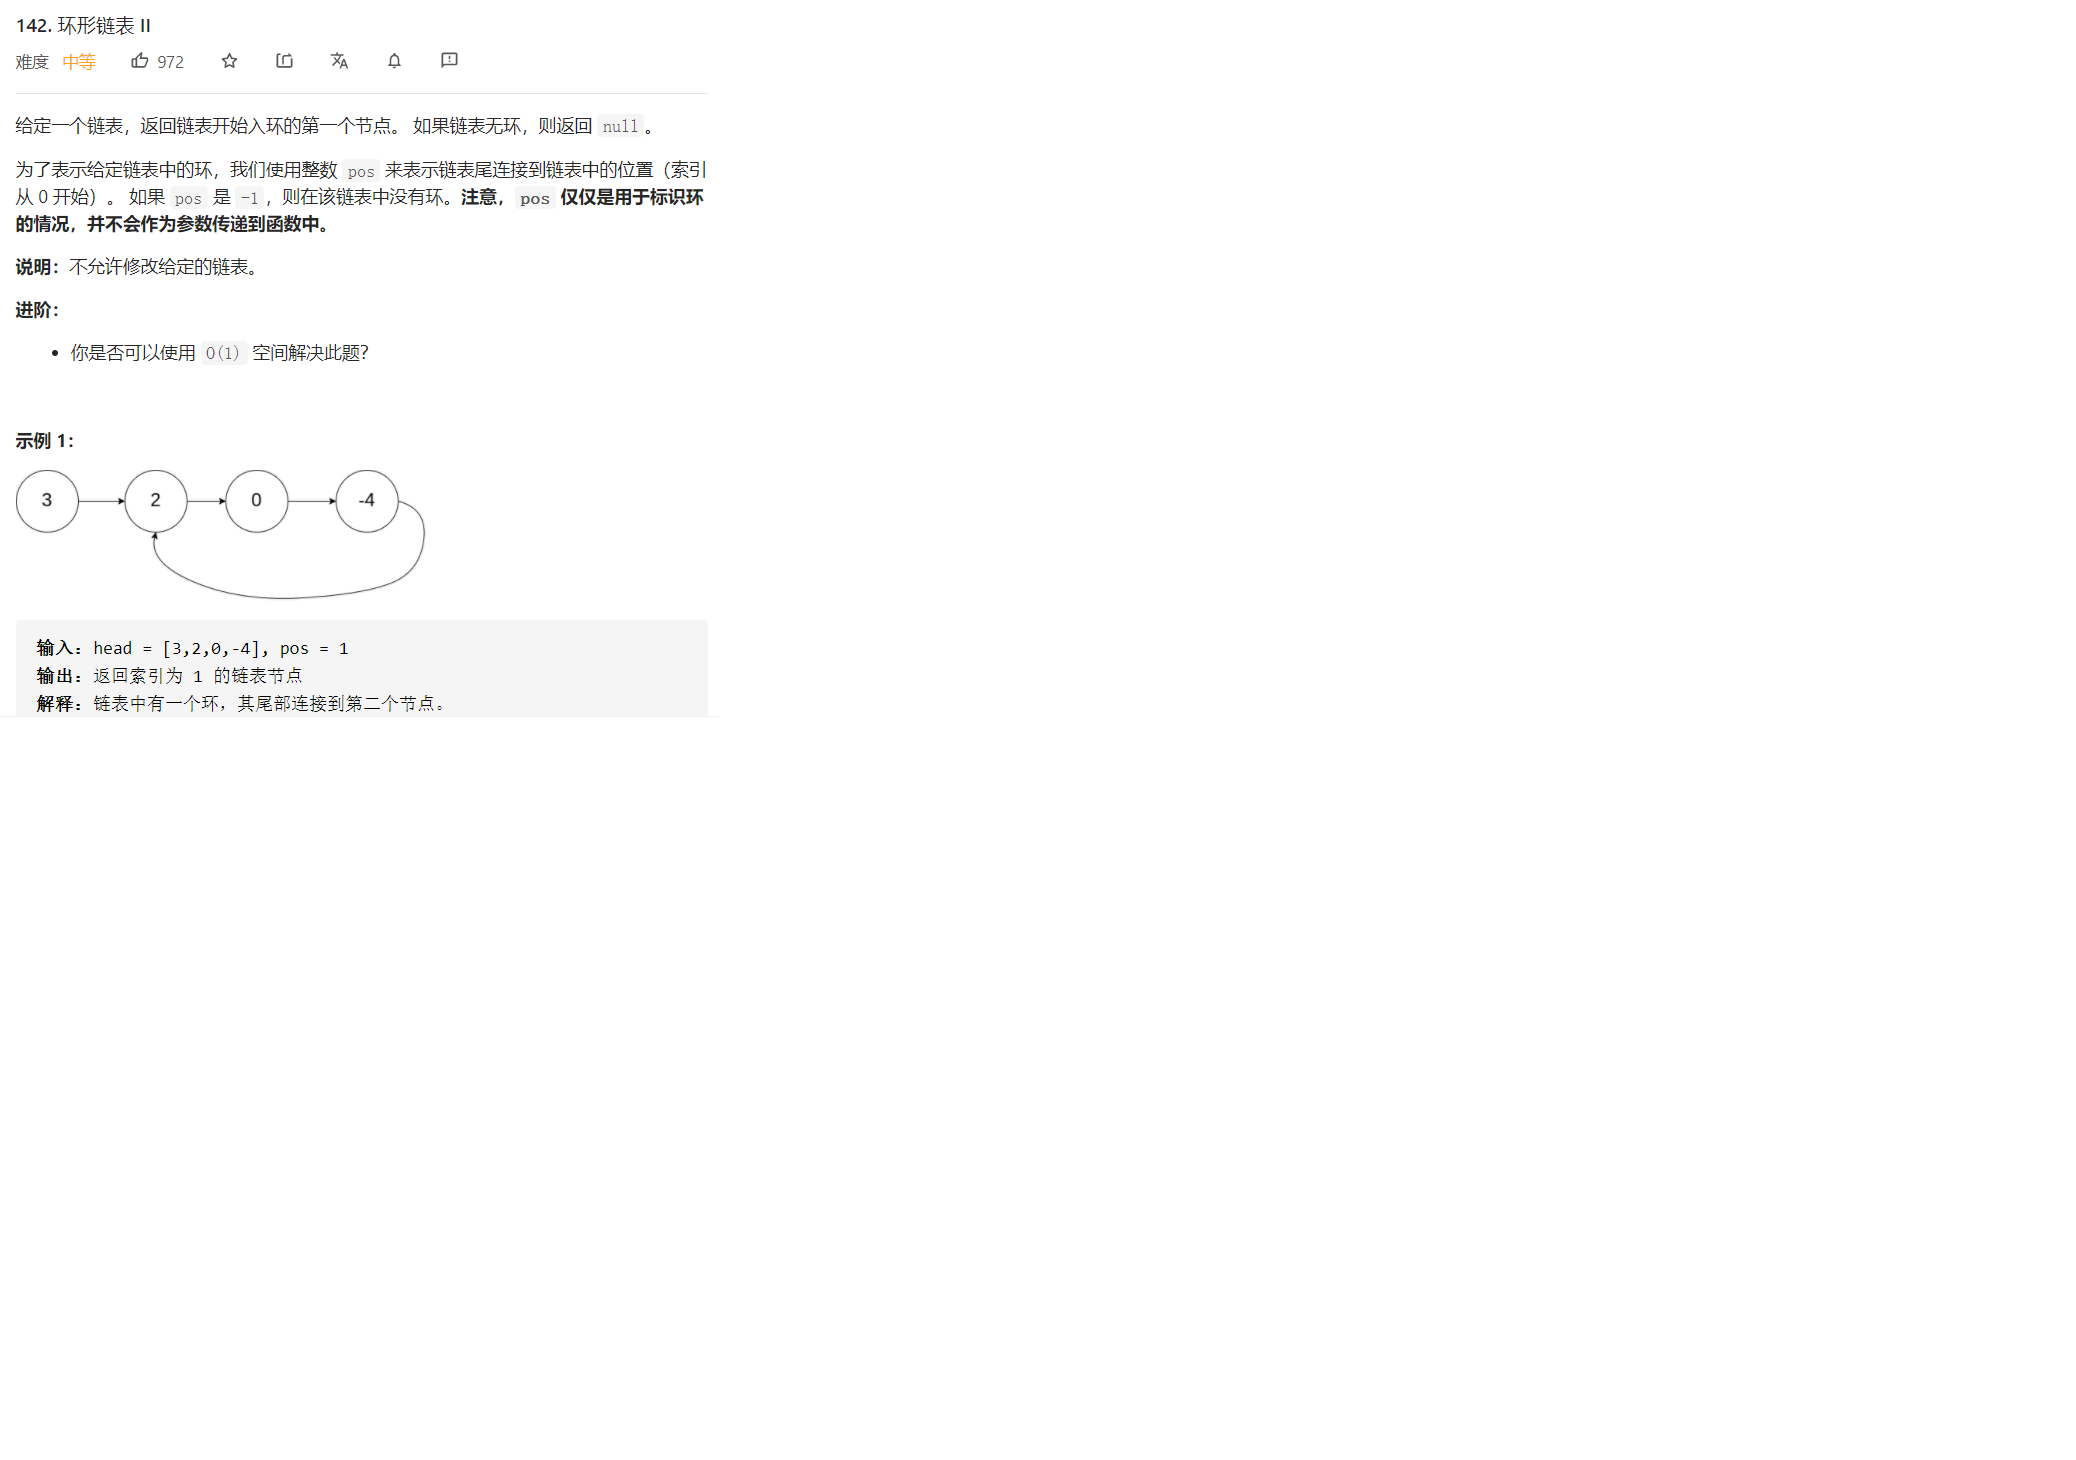 142. 环形链表 II
难度 中等 972
给定一个链表，返回链表开始入环的第一个节点。 如果链表无环，则返回 null。
为了表示给定链表中的环，我们使用整数 pos 来表示链表尾连接到链表中的位置（索引
从 0 开始）。 如果 pos 是 -1，则在该链表中没有环。注意，pos 仅仅是用于标识环
的情况，并不会作为参数传递到函数中。
说明：不允许修改给定的链表。
进阶：
你是否可以使用 O(1) 空间解决此题？
示例 1：
3 2 0 -4
输入：head = [3,2,0,-4], pos = 1
输出：返回索引为 1 的链表节点
解释：链表中有一个环，其尾部连接到第二个节点。